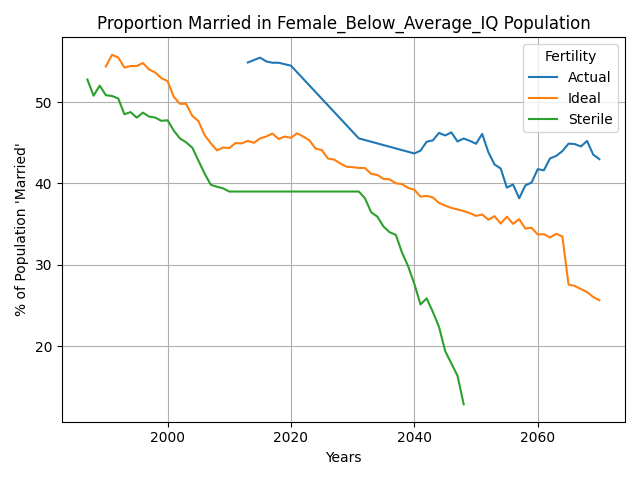 Proportion Married in Female_Below_Average_IQ Population
Fertility
Actual
Ideal
Sterile
% of Population 'Married'
50
40
30
20
2000
2020
2040
2060
Years